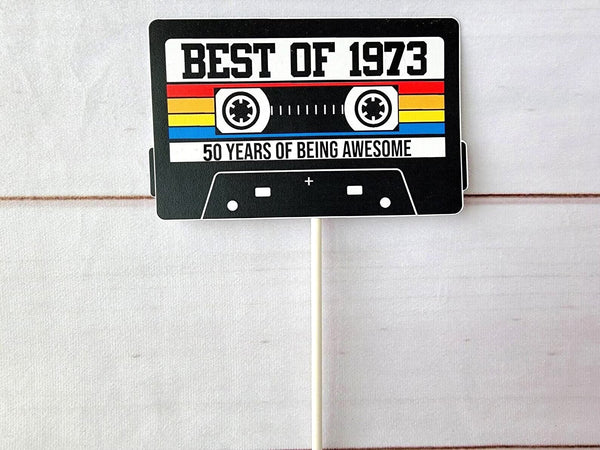 BEST OF 1973
50 YEARS OF BEING AWESOME